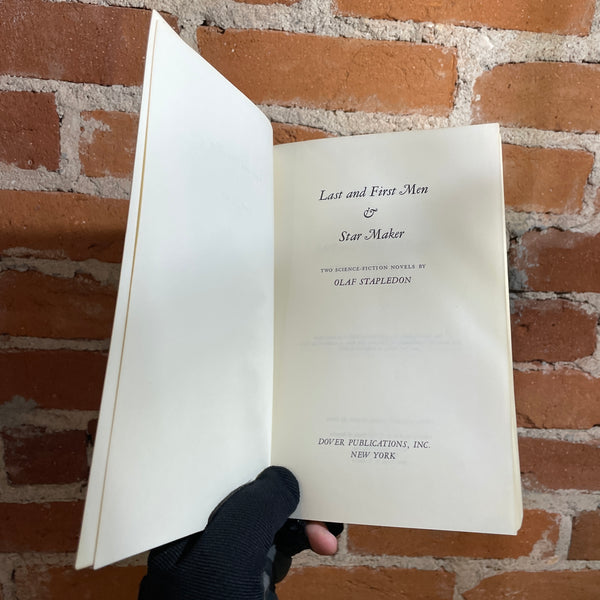 Last and First Men
&
Star Maker
TWO SCIENCE-FICTION NOVELS BY
OLAF STAPLEDON
DOVER PUBLICATIONS, INC.
NEW YORK